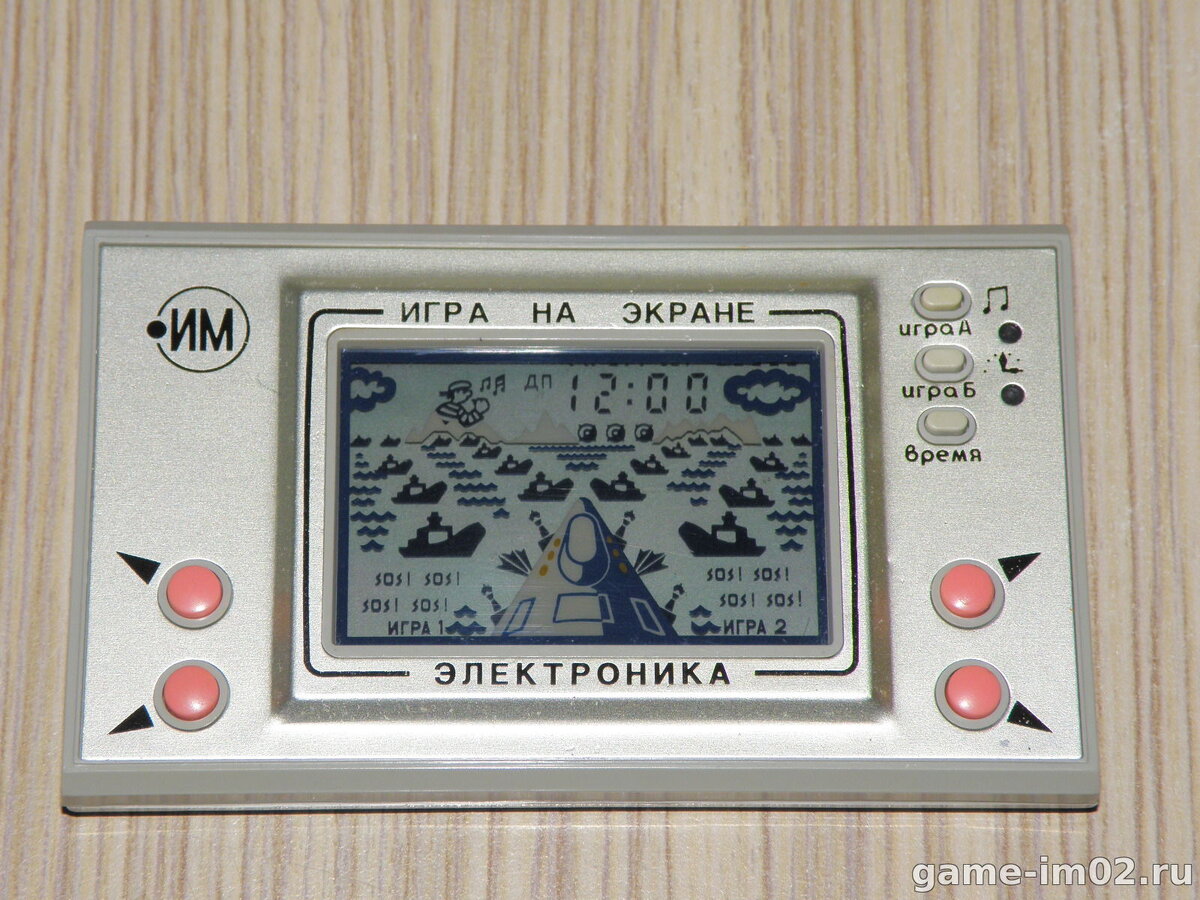 ИМ
ИГРА НА ЭКРАНЕ
ДП 12:00
игра А
игра Б
время
sos! sos!
sos! sos!
sos! sos!
sos! sos!
ИГРА 1
ИГРА 2
ЭЛЕКТРОНИКА
game-im02.ru